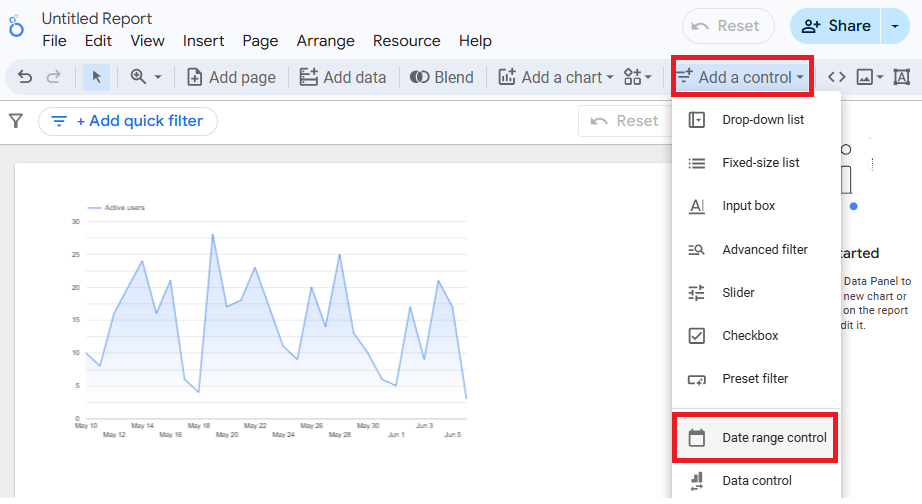 Untitled Report
File Edit View Insert Page Arrange Resource Help
Reset
Share
Add page
Add data
Blend
Add a chart
Add a control
+ Add quick filter
Reset
Drop-down list
Fixed-size list
Input box
Advanced filter
Slider
Checkbox
Preset filter
Date range control
Data control
arted
Data Panel to
new chart or
on the report
dit it.
Active users
30
25
20
15
10
5
0
May 10 May 14 May 18 May 22 May 26 May 30 Jun 3
May 12 May 16 May 20 May 24 May 28 Jun 1 Jun 5